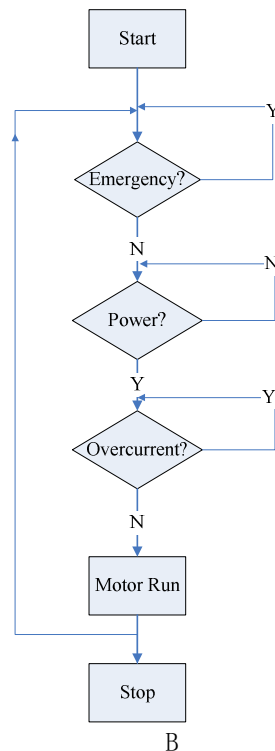 Start
Y
Emergency?
N
N
Power?
Y
Y
Overcurrent?
N
Motor Run
Stop
B